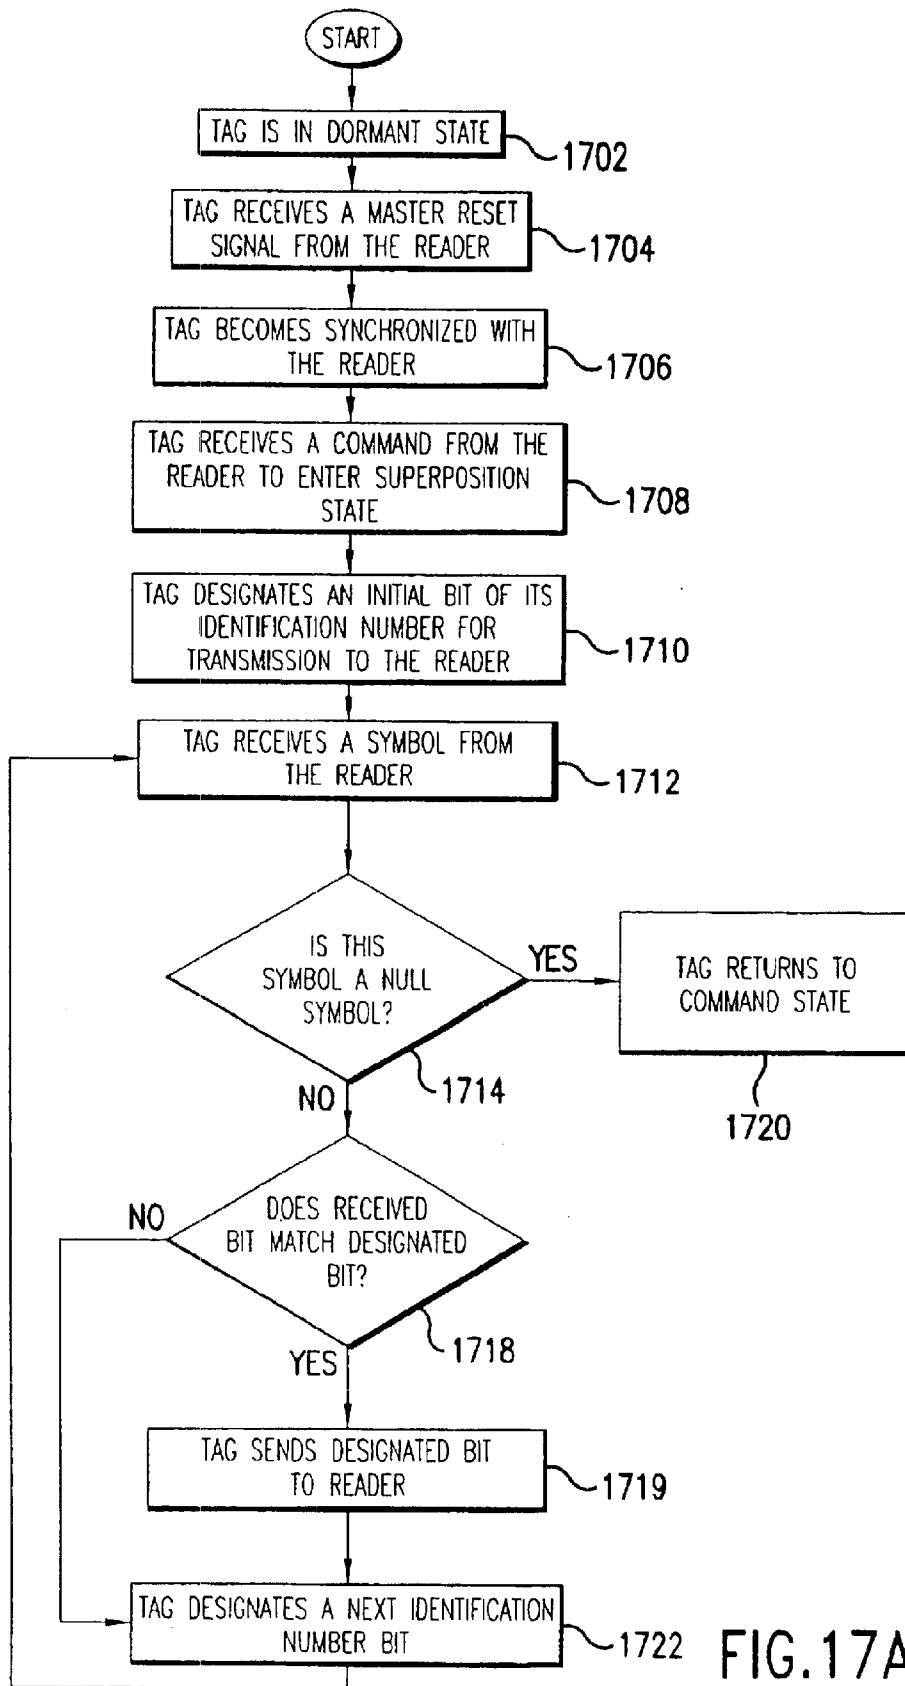 START
TAG IS IN DORMANT STATE
1702
TAG RECEIVES A MASTER RESET
SIGNAL FROM THE READER
1704
TAG BECOMES SYNCHRONIZED WITH
THE READER
1706
TAG RECEIVES A COMMAND FROM THE
READER TO ENTER SUPERPOSITION
STATE
1708
TAG DESIGNATES AN INITIAL BIT OF ITS
IDENTIFICATION NUMBER FOR
TRANSMISSION TO THE READER
1710
TAG RECEIVES A SYMBOL FROM
THE READER
1712
IS THIS
SYMBOL A NULL
SYMBOL?
YES
TAG RETURNS TO
COMMAND STATE
1714
NO
1720
DOES RECEIVED
BIT MATCH DESIGNATED
BIT?
NO
1718
YES
TAG SENDS DESIGNATED BIT
TO READER
1719
TAG DESIGNATES A NEXT IDENTIFICATION
NUMBER BIT
1722
FIG.17A